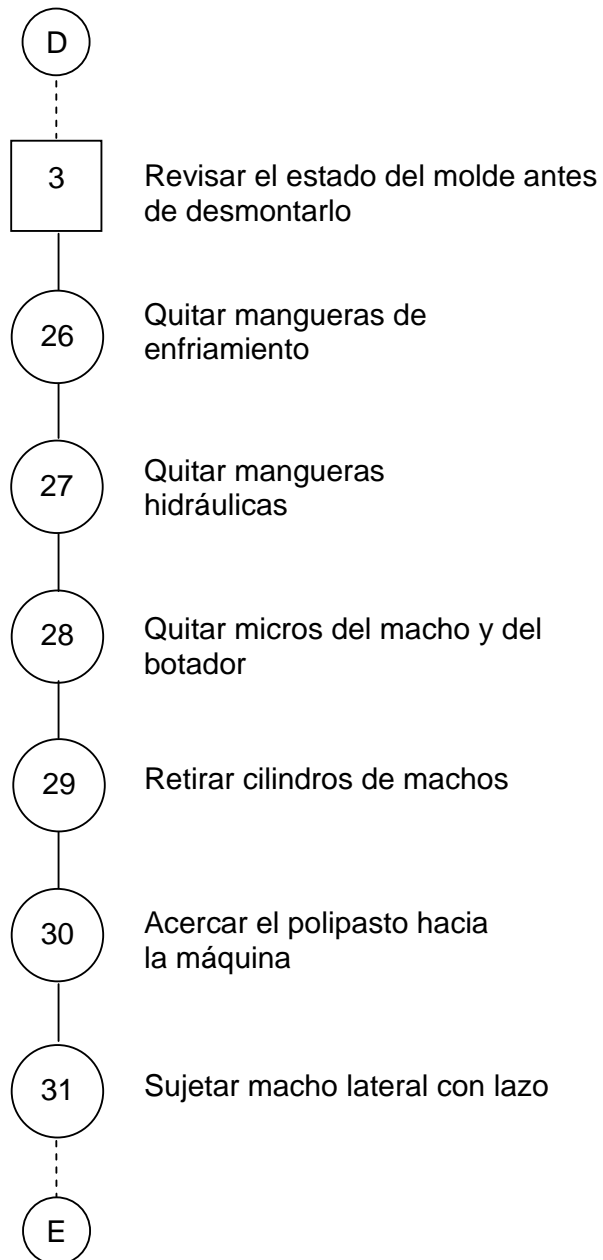 D
3
Revisar el estado del molde antes
de desmontarlo
26
Quitar mangueras de
enfriamiento
27
Quitar mangueras
hidráulicas
28
Quitar micros del macho y del
botador
29
Retirar cilindros de machos
30
Acercar el polipasto hacia
la máquina
31
Sujetar macho lateral con lazo
E